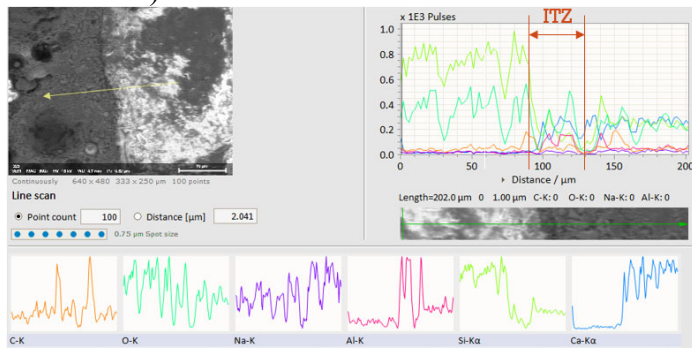 x 1E3 Pulses
ITZ
1.0
0.8
0.6
0.4
0.2
0.0
0
50
100
150
200
Distance / µm
Continuously 640 x 480 333 x 250 µm 100 points
Line scan
Point count 100 Distance [µm] 2.041
0.75 µm Spot size
Length=202.0 µm 0 1.00 µm C-K: 0 O-K: 0 Na-K: 0 Al-K: 0
C-K
O-K
Na-K
Al-K
Si-Kα
Ca-Kα